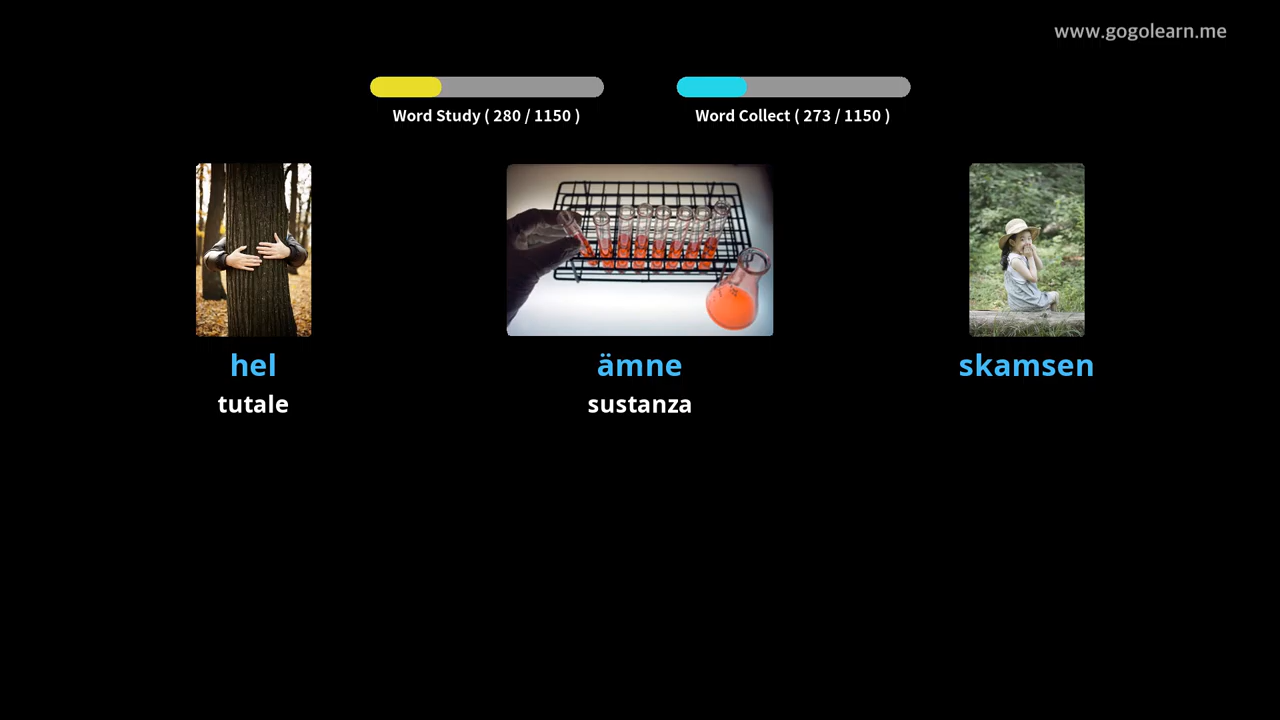 www.gogolearn.me
Word Study ( 280 / 1150 )
Word Collect ( 273 / 1150 )
hel
ämne
skamsen
tutale
sustanza